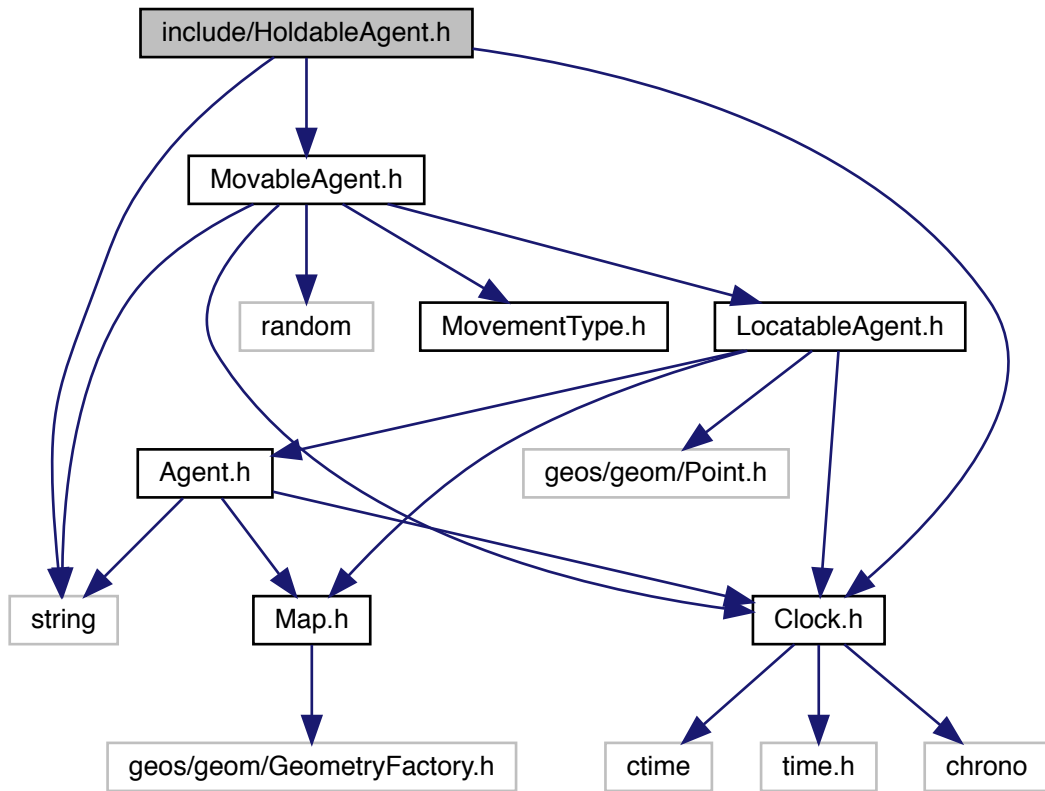 include/HoldableAgent.h
MovableAgent.h
random
MovementType.h
LocatableAgent.h
Agent.h
geos/geom/Point.h
string
Map.h
Clock.h
geos/geom/GeometryFactory.h
ctime
time.h
chrono